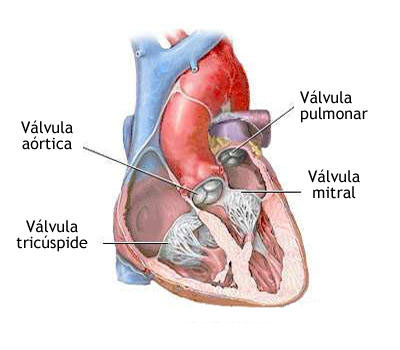 Válvula
pulmonar
Válvula
aórtica
Válvula
mitral
Válvula
tricúspide